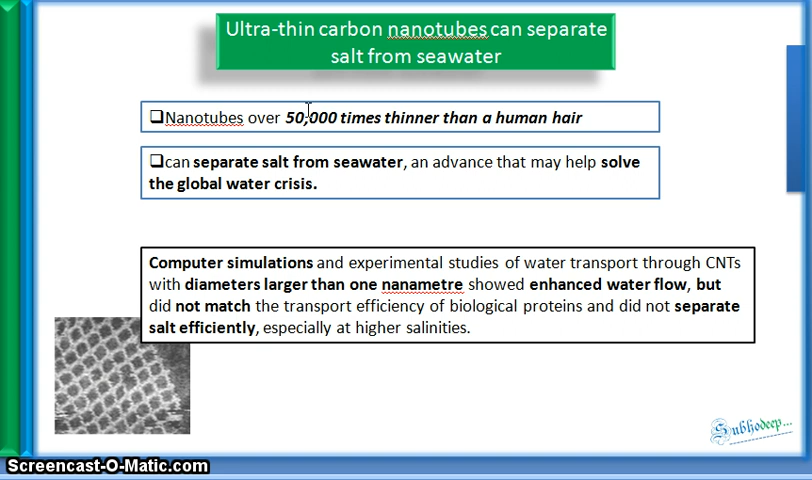 Ultra-thin carbon nanotubes can separate
salt from seawater
❑Nanotubes over 50,000 times thinner than a human hair
❑can separate salt from seawater, an advance that may help solve
the global water crisis.
Computer simulations and experimental studies of water transport through CNTs
with diameters larger than one nanametre showed enhanced water flow, but
did not match the transport efficiency of biological proteins and did not separate
salt efficiently, especially at higher salinities.
Subhodeep...
Screencast-O-Matic.com